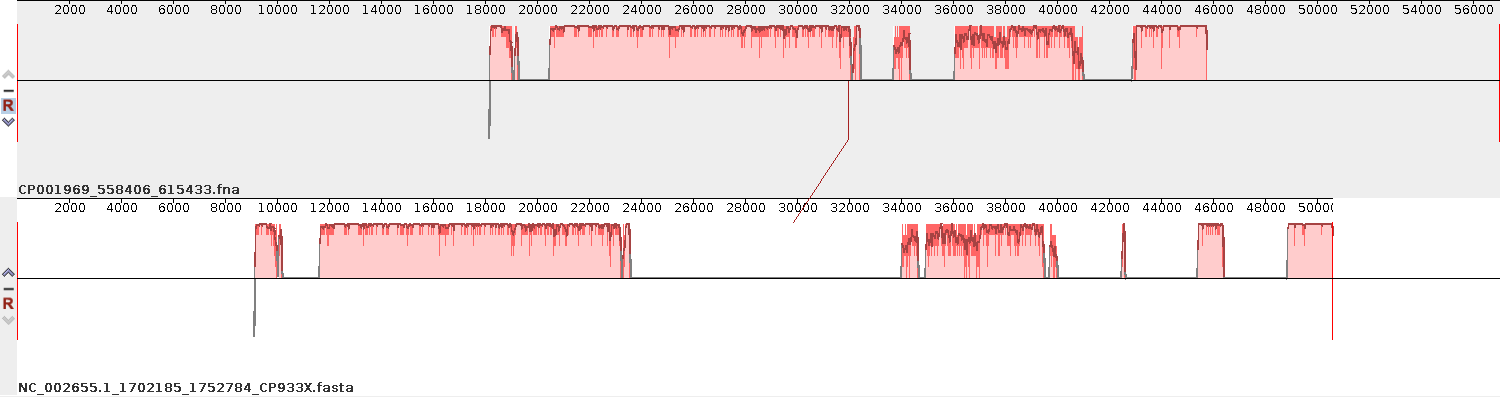 2000 4000 6000 8000 10000 12000 14000 16000 18000 20000 22000 24000 26000 28000 30000 32000 34000 36000 38000 40000 42000 44000 46000 48000 50000 52000 54000 56000
R
CP001969_558406_615433.fna
2000 4000 6000 8000 10000 12000 14000 16000 18000 20000 22000 24000 26000 28000 30000 32000 34000 36000 38000 40000 42000 44000 46000 48000 50000
R
NC_002655.1_1702185_1752784_CP933X.fasta